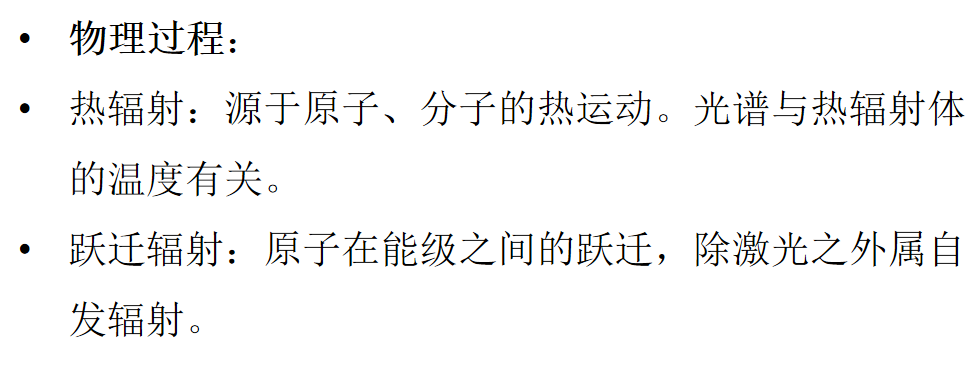 • 物理过程：
• 热辐射：源于原子、分子的热运动。光谱与热辐射体
的温度有关。
• 跃迁辐射：原子在能级之间的跃迁，除激光之外属自
发辐射。